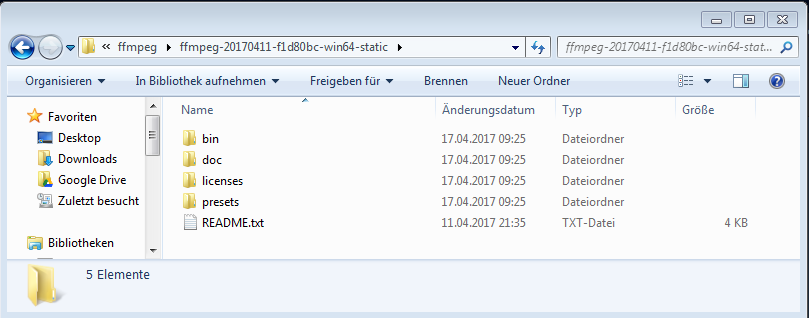 « ffmpeg ▸ ffmpeg-20170411-f1d80bc-win64-static ▸
ffmpeg-20170411-f1d80bc-win64-stat...
Organisieren ▾ In Bibliothek aufnehmen ▾ Freigeben für ▾ Brennen Neuer Ordner
Favoriten
Desktop
Downloads
Google Drive
Zuletzt besucht
Bibliotheken
Name Änderungsdatum Typ Größe
bin 17.04.2017 09:25 Dateiordner
doc 17.04.2017 09:25 Dateiordner
licenses 17.04.2017 09:25 Dateiordner
presets 17.04.2017 09:25 Dateiordner
README.txt 11.04.2017 21:35 TXT-Datei 4 KB
5 Elemente